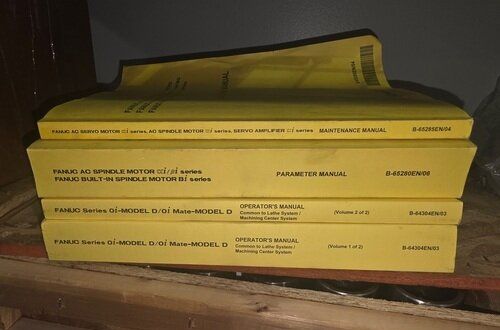 MANUAL
B-65285EN/04
FANUC AC SERVO MOTOR αi series, AC SPINDLE MOTOR αi series, SERVO AMPLIFIER αi series MAINTENANCE MANUAL B-65285EN/04
FANUC AC SPINDLE MOTOR αi/βi series
FANUC BUILT-IN SPINDLE MOTOR Bi series
PARAMETER MANUAL B-65280EN/06
FANUC Series 0i-MODEL D/0i Mate-MODEL D
OPERATOR'S MANUAL
Common to Lathe System /
Machining Center System
(Volume 2 of 2) B-64304EN/03
FANUC Series 0i-MODEL D/0i Mate-MODEL D
OPERATOR'S MANUAL
Common to Lathe System /
Machining Center System
(Volume 1 of 2) B-64304EN/03